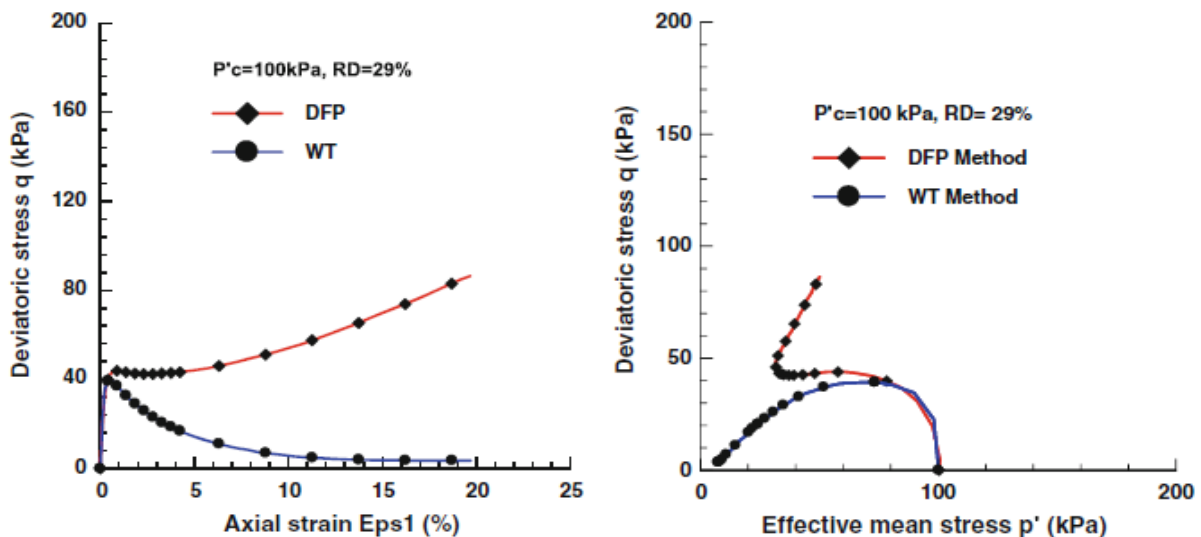 200
160
120
80
40
0
0
5
10
15
20
25
Deviatoric stress q (kPa)
Axial strain Eps1 (%)
P'c=100kPa, RD=29%
DFP
WT
200
150
100
50
0
0
100
200
Deviatoric stress q (kPa)
Effective mean stress p' (kPa)
P'c=100 kPa, RD= 29%
DFP Method
WT Method